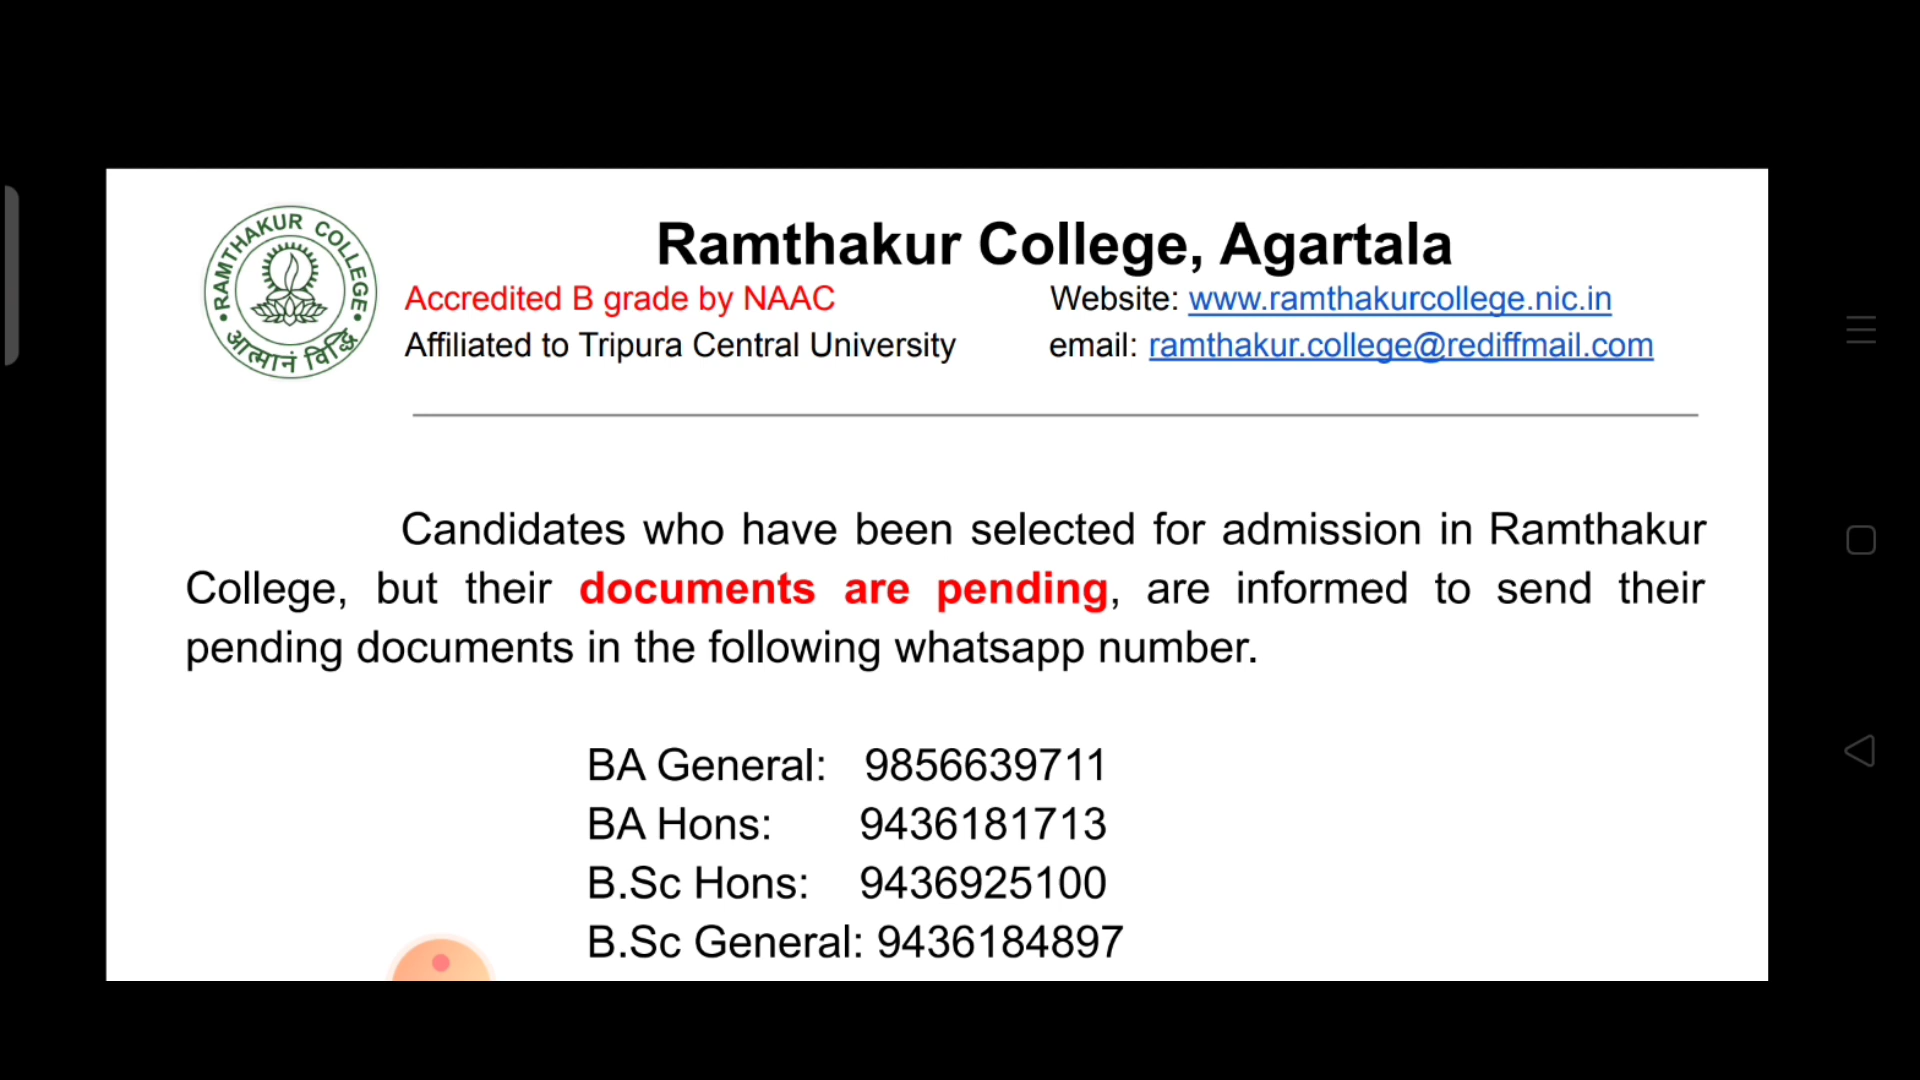 RAMTHAKUR COLLEGE
आत्मानं विद्धि
Ramthakur College, Agartala
Accredited B grade by NAAC
Website: www.ramthakurcollege.nic.in
Affiliated to Tripura Central University
email: ramthakur.college@rediffmail.com
Candidates who have been selected for admission in Ramthakur
College, but their documents are pending, are informed to send their
pending documents in the following whatsapp number.
BA General: 9856639711
BA Hons: 9436181713
B.Sc Hons: 9436925100
B.Sc General: 9436184897